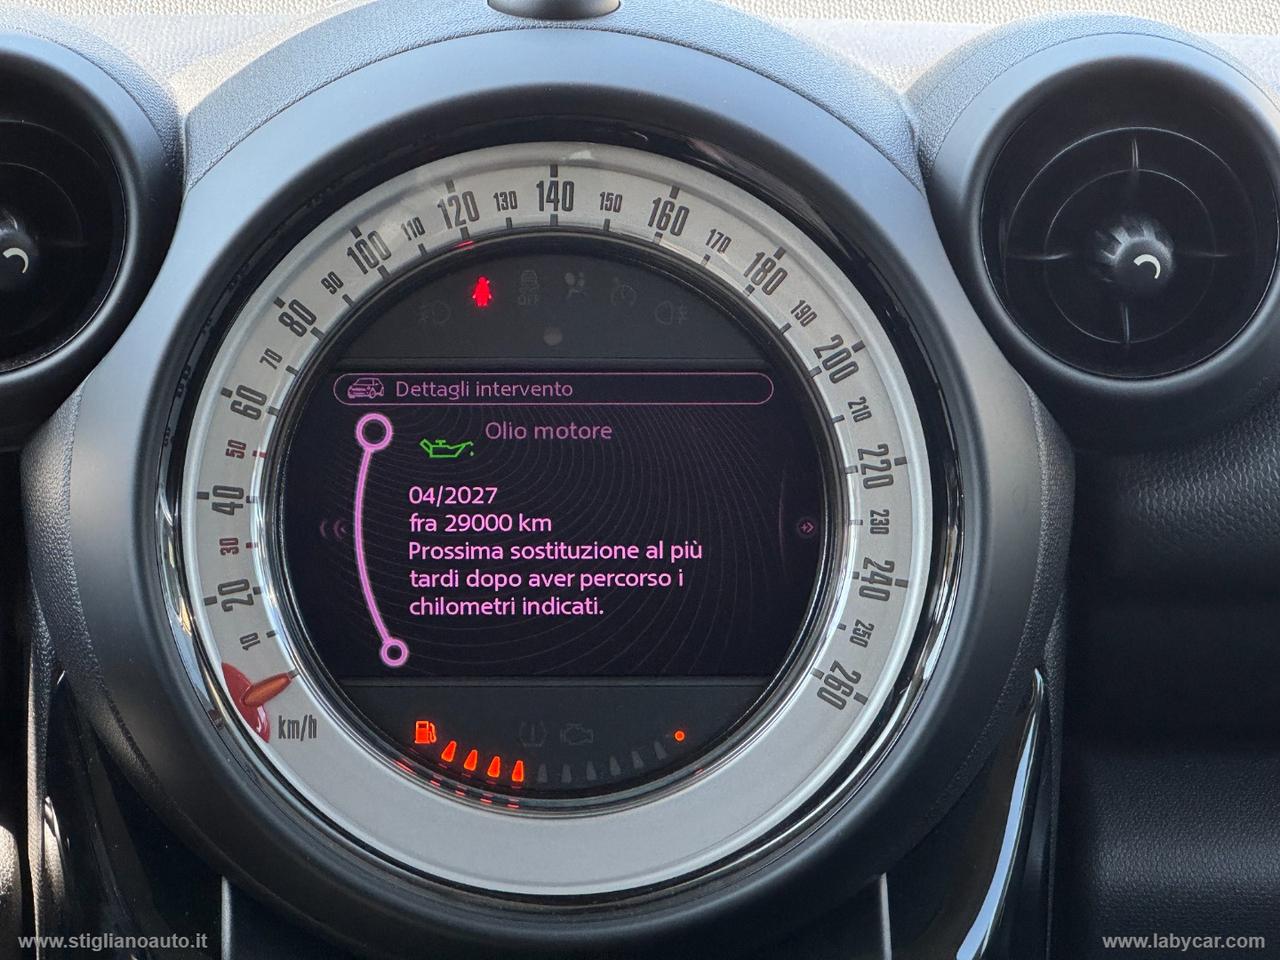 10
20
30
40
50
60
70
80
90
100
110
120
130
140
150
160
170
180
190
200
210
220
230
240
250
260
km/h
OFF
Dettagli intervento
Olio motore
04/2027
fra 29000 km
Prossima sostituzione al più
tardi dopo aver percorso i
chilometri indicati.
www.stiglianoauto.it
www.labycar.com